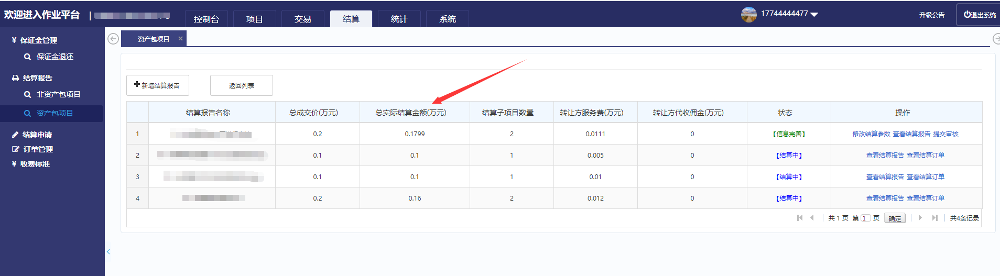 欢迎进入作业平台 |
控制台 项目 交易 结算 统计 系统
17744444477
升级公告
退出系统
¥ 保证金管理
保证金退还
结算报告
非资产包项目
资产包项目
结算申请
订单管理
¥ 收费标准
资产包项目 ×
新增结算报告 返回列表
结算报告名称 总成交价(万元) 总实际结算金额(万元) 结算子项目数量 转让方服务费(万元) 转让方代收佣金(万元) 状态 操作
1 0.2 0.1799 2 0.0111 0 【信息完善】 修改结算参数 查看结算报告 提交审核
2 0.1 0.1 1 0.005 0 【结算中】 查看结算报告 查看结算订单
3 0.1 0.1 1 0.01 0 【结算中】 查看结算报告 查看结算订单
4 0.2 0.16 2 0.012 0 【结算中】 查看结算报告 查看结算订单
共 1 页 第 1 页 确定 共4条记录